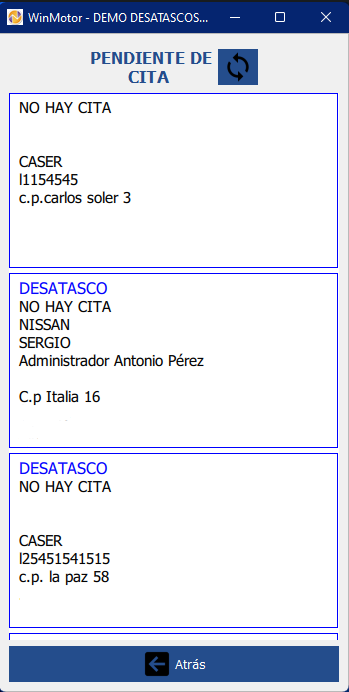 WinMotor - DEMO DESATASCOS...
PENDIENTE DE
CITA
NO HAY CITA
CASER
l1154545
c.p.carlos soler 3
DESATASCO
NO HAY CITA
NISSAN
SERGIO
Administrador Antonio Pérez
C.p Italia 16
DESATASCO
NO HAY CITA
CASER
l25451541515
c.p. la paz 58
Atrás